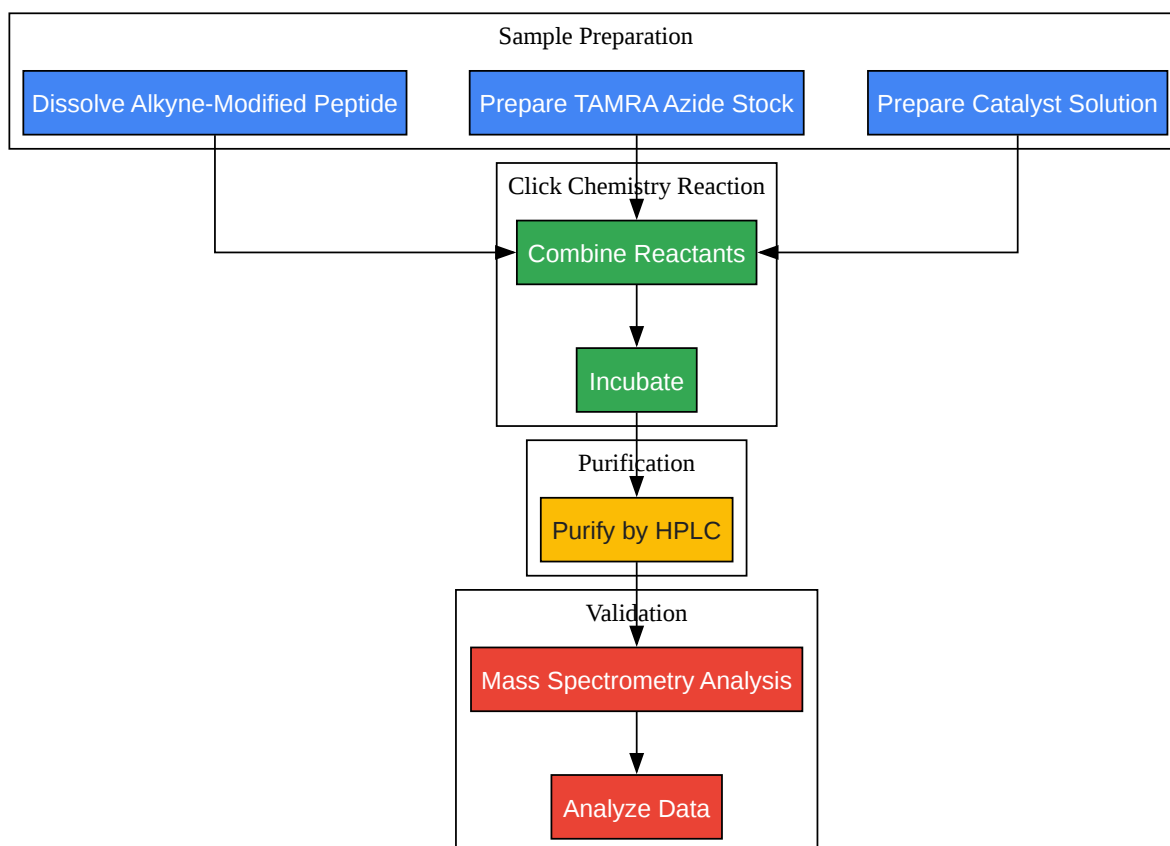 Sample Preparation
Dissolve Alkyne-Modified Peptide
Prepare TAMRA Azide Stock
Prepare Catalyst Solution
Click Chemistry Reaction
Combine Reactants
Incubate
Purification
Purify by HPLC
Validation
Mass Spectrometry Analysis
Analyze Data